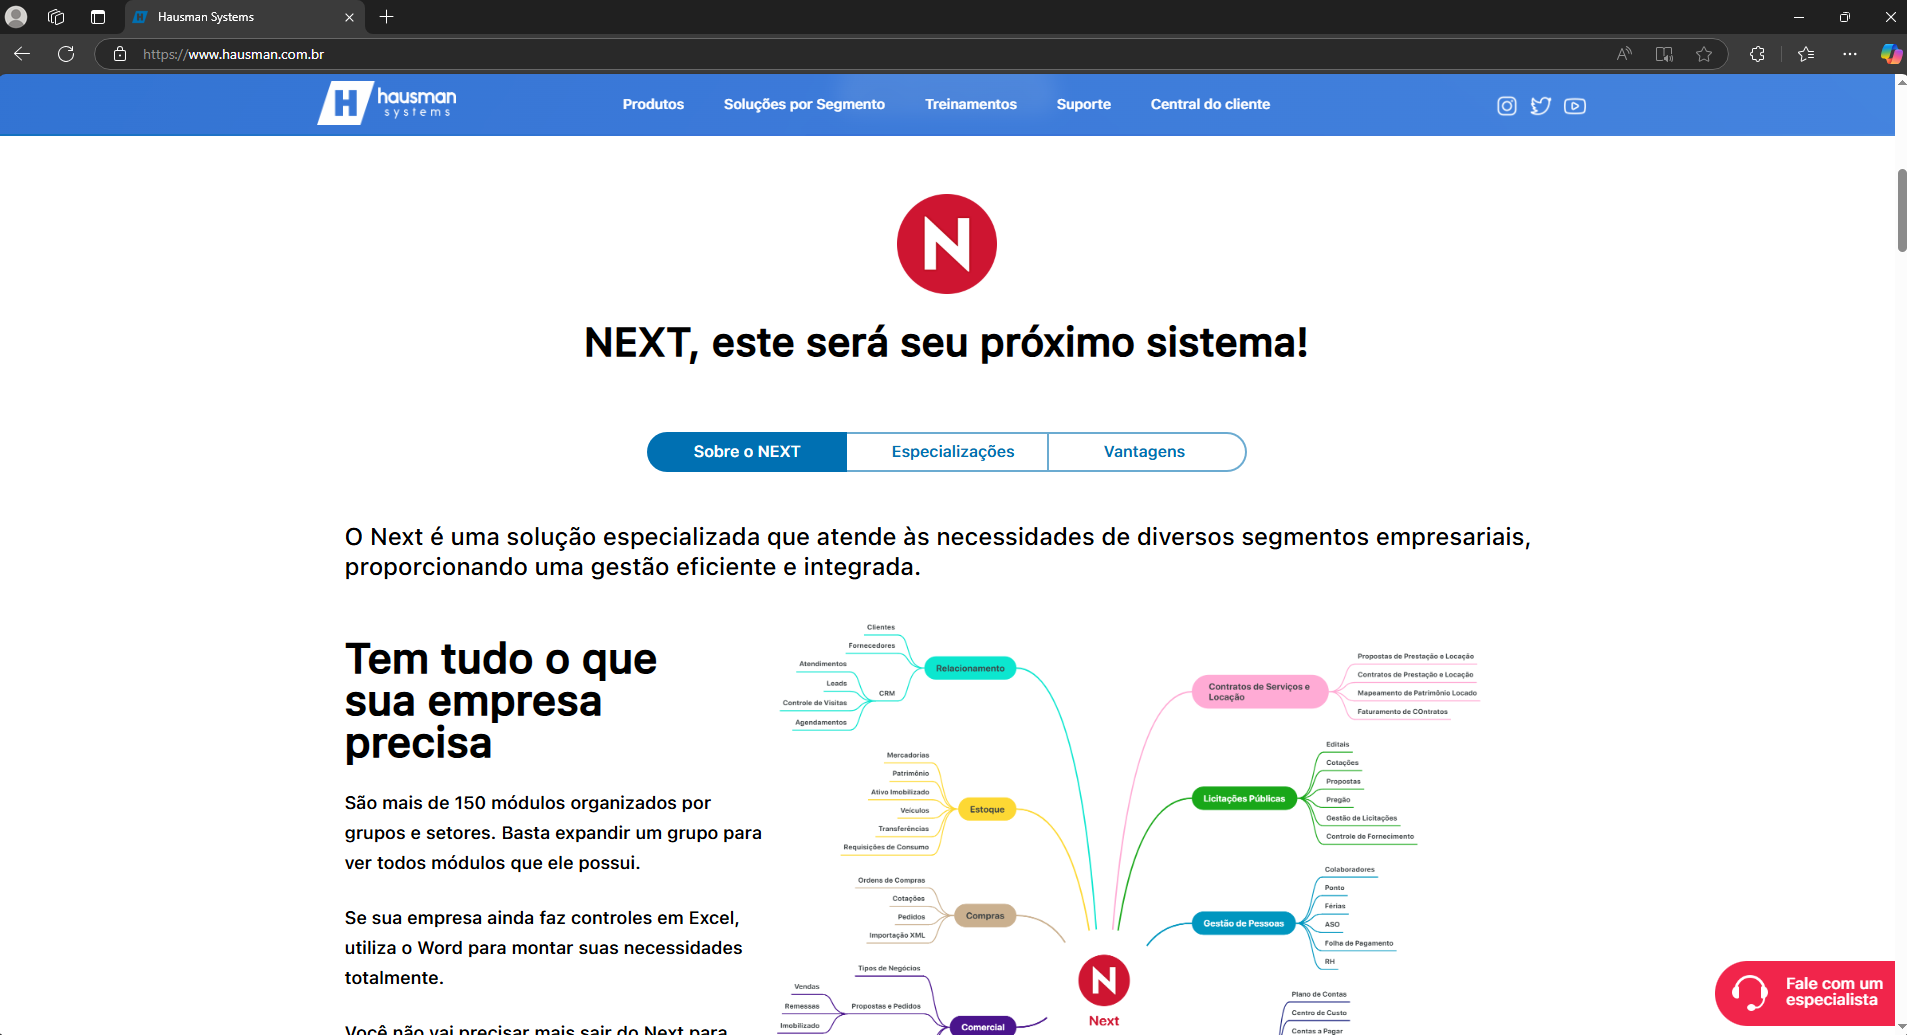 Hausman Systems
https://www.hausman.com.br
hausman
systems
Produtos
Soluções por Segmento
Treinamentos
Suporte
Central do cliente
NEXT, este será seu próximo sistema!
Sobre o NEXT
Especializações
Vantagens
O Next é uma solução especializada que atende às necessidades de diversos segmentos empresariais,
proporcionando uma gestão eficiente e integrada.
Tem tudo o que
sua empresa
precisa
São mais de 150 módulos organizados por
grupos e setores. Basta expandir um grupo para
ver todos módulos que ele possui.
Se sua empresa ainda faz controles em Excel,
utiliza o Word para montar suas necessidades
totalmente.
Você não vai precisar mais sair do Next para
Clientes
Fornecedores
Atendimentos
Leads
Controle de Visitas
Agendamentos
CRM
Relacionamento
Mercadorias
Patrimônio
Ativo Imobilizado
Veículos
Transferências
Requisições de Consumo
Estoque
Ordens de Compras
Cotações
Pedidos
Importação XML
Compras
Tipos de Negócios
Vendas
Remessas
Imobilizado
Propostas e Pedidos
Comercial
N
Next
Contratos de Serviços e
Locação
Propostas de Prestação e Locação
Contratos de Prestação e Locação
Mapeamento de Patrimônio Locado
Faturamento de COntratos
Licitações Públicas
Editais
Cotações
Propostas
Pregão
Gestão de Licitações
Controle de Fornecimento
Gestão de Pessoas
Colaboradores
Ponto
Férias
ASO
Folha de Pagamento
RH
Plano de Contas
Centro de Custo
Contas a Pagar
Fale com um
especialista